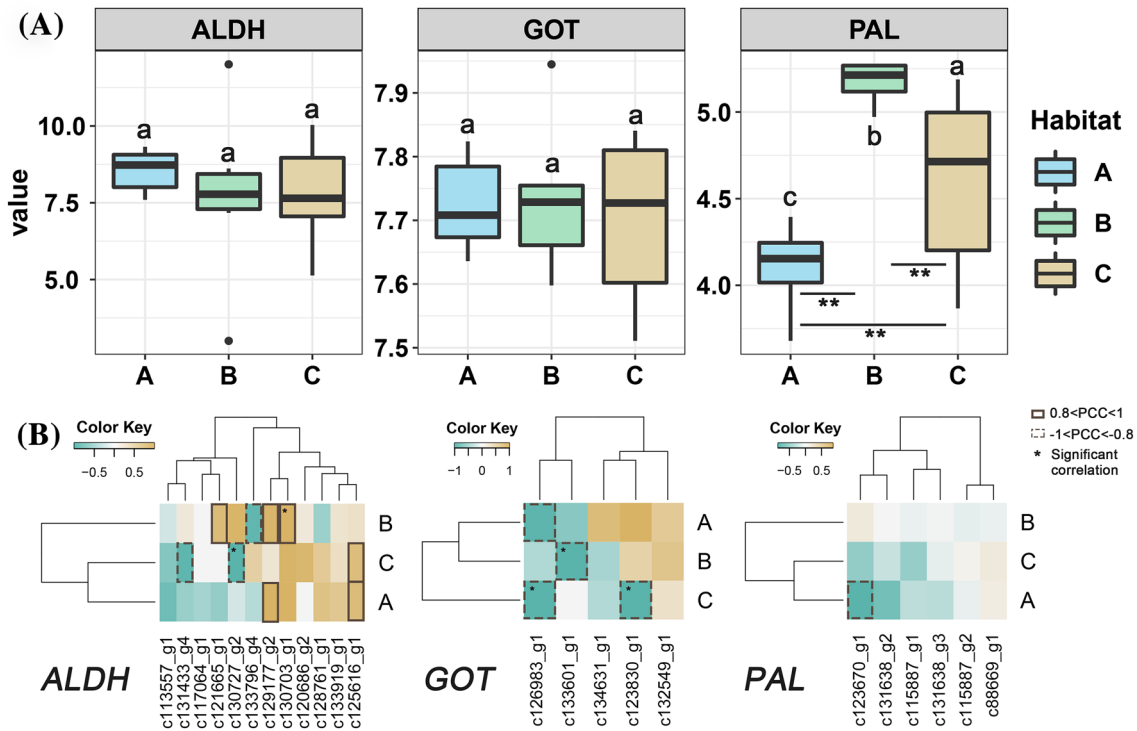 (A)
ALDH GOT PAL
value
10.0
7.5
5.0
a a a
A B C
7.9
7.8
7.7
7.6
7.5
a a a
A B C
5.0
4.5
4.0
c b a
** ** **
A B C
Habitat
A
B
C
(B)
Color Key
−0.5 0.5
B
C
A
c113557_g1
c131433_g4
c117064_g1
c121665_g1
c130727_g2
c133796_g4
c129177_g2
c130703_g1
c120686_g2
c128761_g1
c133919_g1
c125616_g1
ALDH
Color Key
−1 0 1
A
B
C
c126983_g1
c133601_g1
c134631_g1
c123830_g1
c132549_g1
GOT
Color Key
−0.5 0.5
B
C
A
c123670_g1
c131638_g2
c115887_g1
c131638_g3
c115887_g2
c88669_g1
PAL
0.8<PCC<1
-1<PCC<-0.8
* Significant
correlation